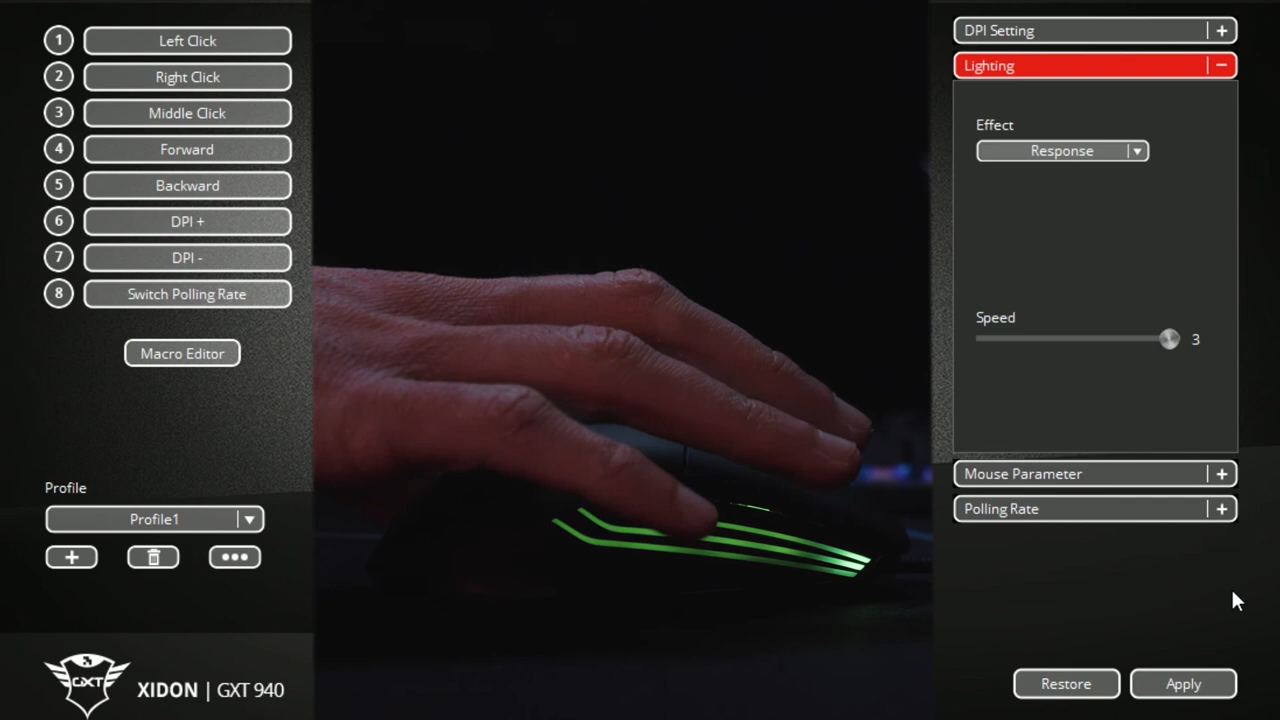 1 Left Click
2 Right Click
3 Middle Click
4 Forward
5 Backward
6 DPI +
7 DPI -
8 Switch Polling Rate
Macro Editor
Profile
Profile1
GXT
XIDON | GXT 940
DPI Setting
Lighting
Effect
Response
Speed
3
Mouse Parameter
Polling Rate
Restore
Apply